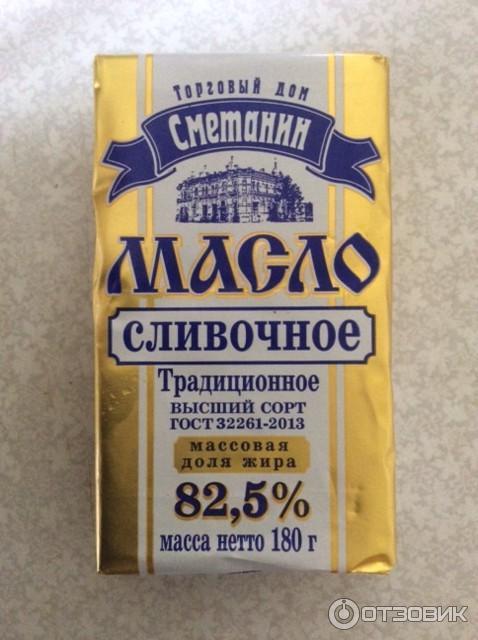 Торговый дом
Сметанин
МАСЛО
СЛИВОЧНОЕ
Традиционное
ВЫСШИЙ СОРТ
ГОСТ 32261-2013
массовая
доля жира
82,5%
масса нетто 180 г
ОТЗОВИК